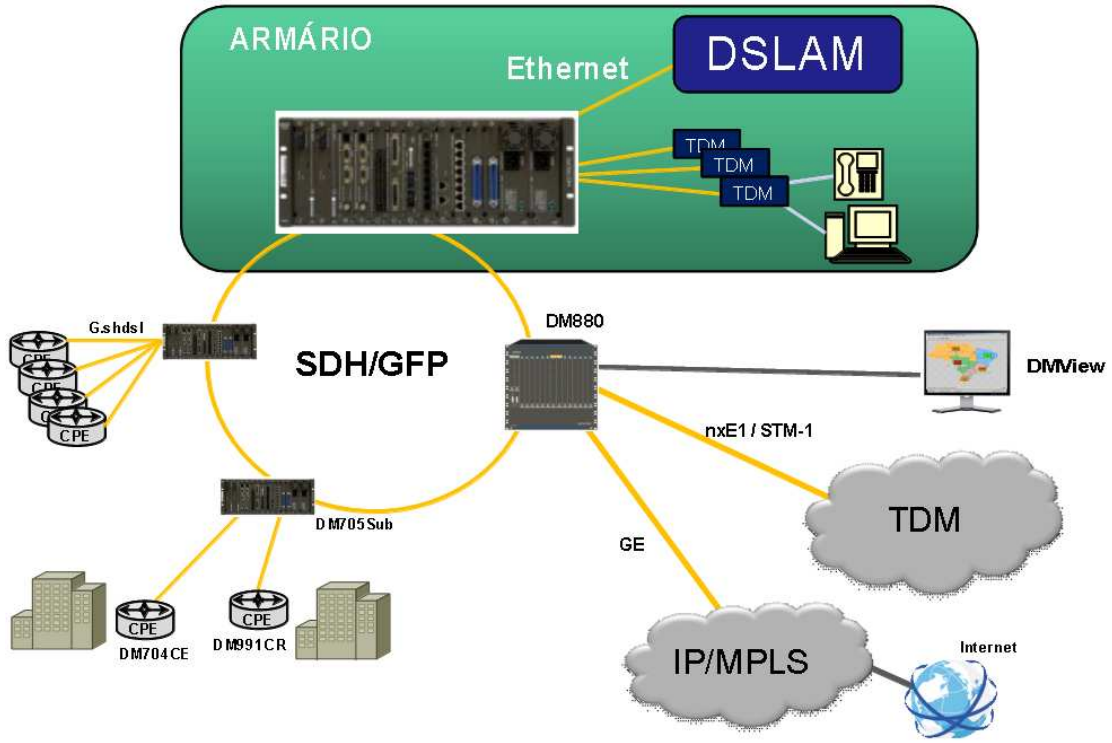 ARMÁRIO
DSLAM
Ethernet
TDM
TDM
TDM
DM880
G.shdsl
SDH/GFP
CPE
CPE
CPE
DMView
nxE1 / STM-1
TDM
DM705Sub
GE
CPE
CPE
DM704CE
DM991CR
IP/MPLS
Internet